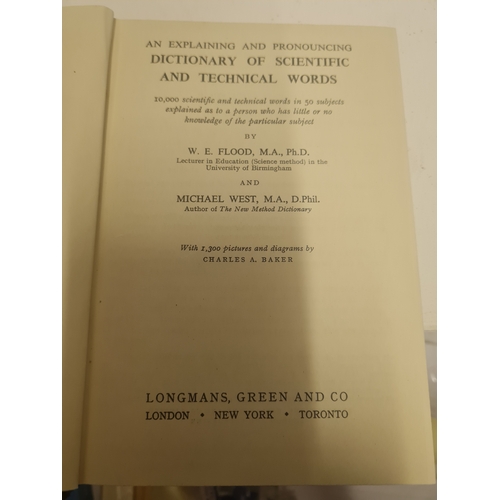 AN EXPLAINING AND PRONOUNCING
DICTIONARY OF SCIENTIFIC
AND TECHNICAL WORDS
20,000 scientific and technical words in 50 subjects
explained as to a person who has little or no
knowledge of the particular subject
BY
W. E. FLOOD, M.A., Ph.D.
Lecturer in Education (Science method) in the
University of Birmingham
AND
MICHAEL WEST, M.A., D.Phil.
Author of The New Method Dictionary
With 1,300 pictures and diagrams by
CHARLES A. BAKER
LONGMANS, GREEN AND CO
LONDON • NEW YORK • TORONTO